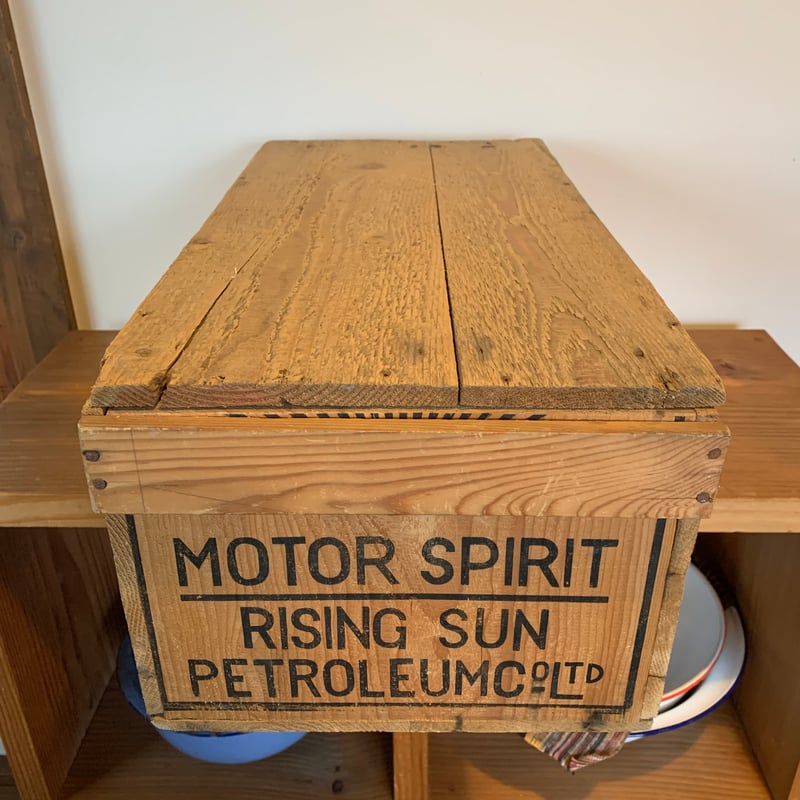 MOTOR SPIRIT
RISING SUN
PETROLEUM Co LTD